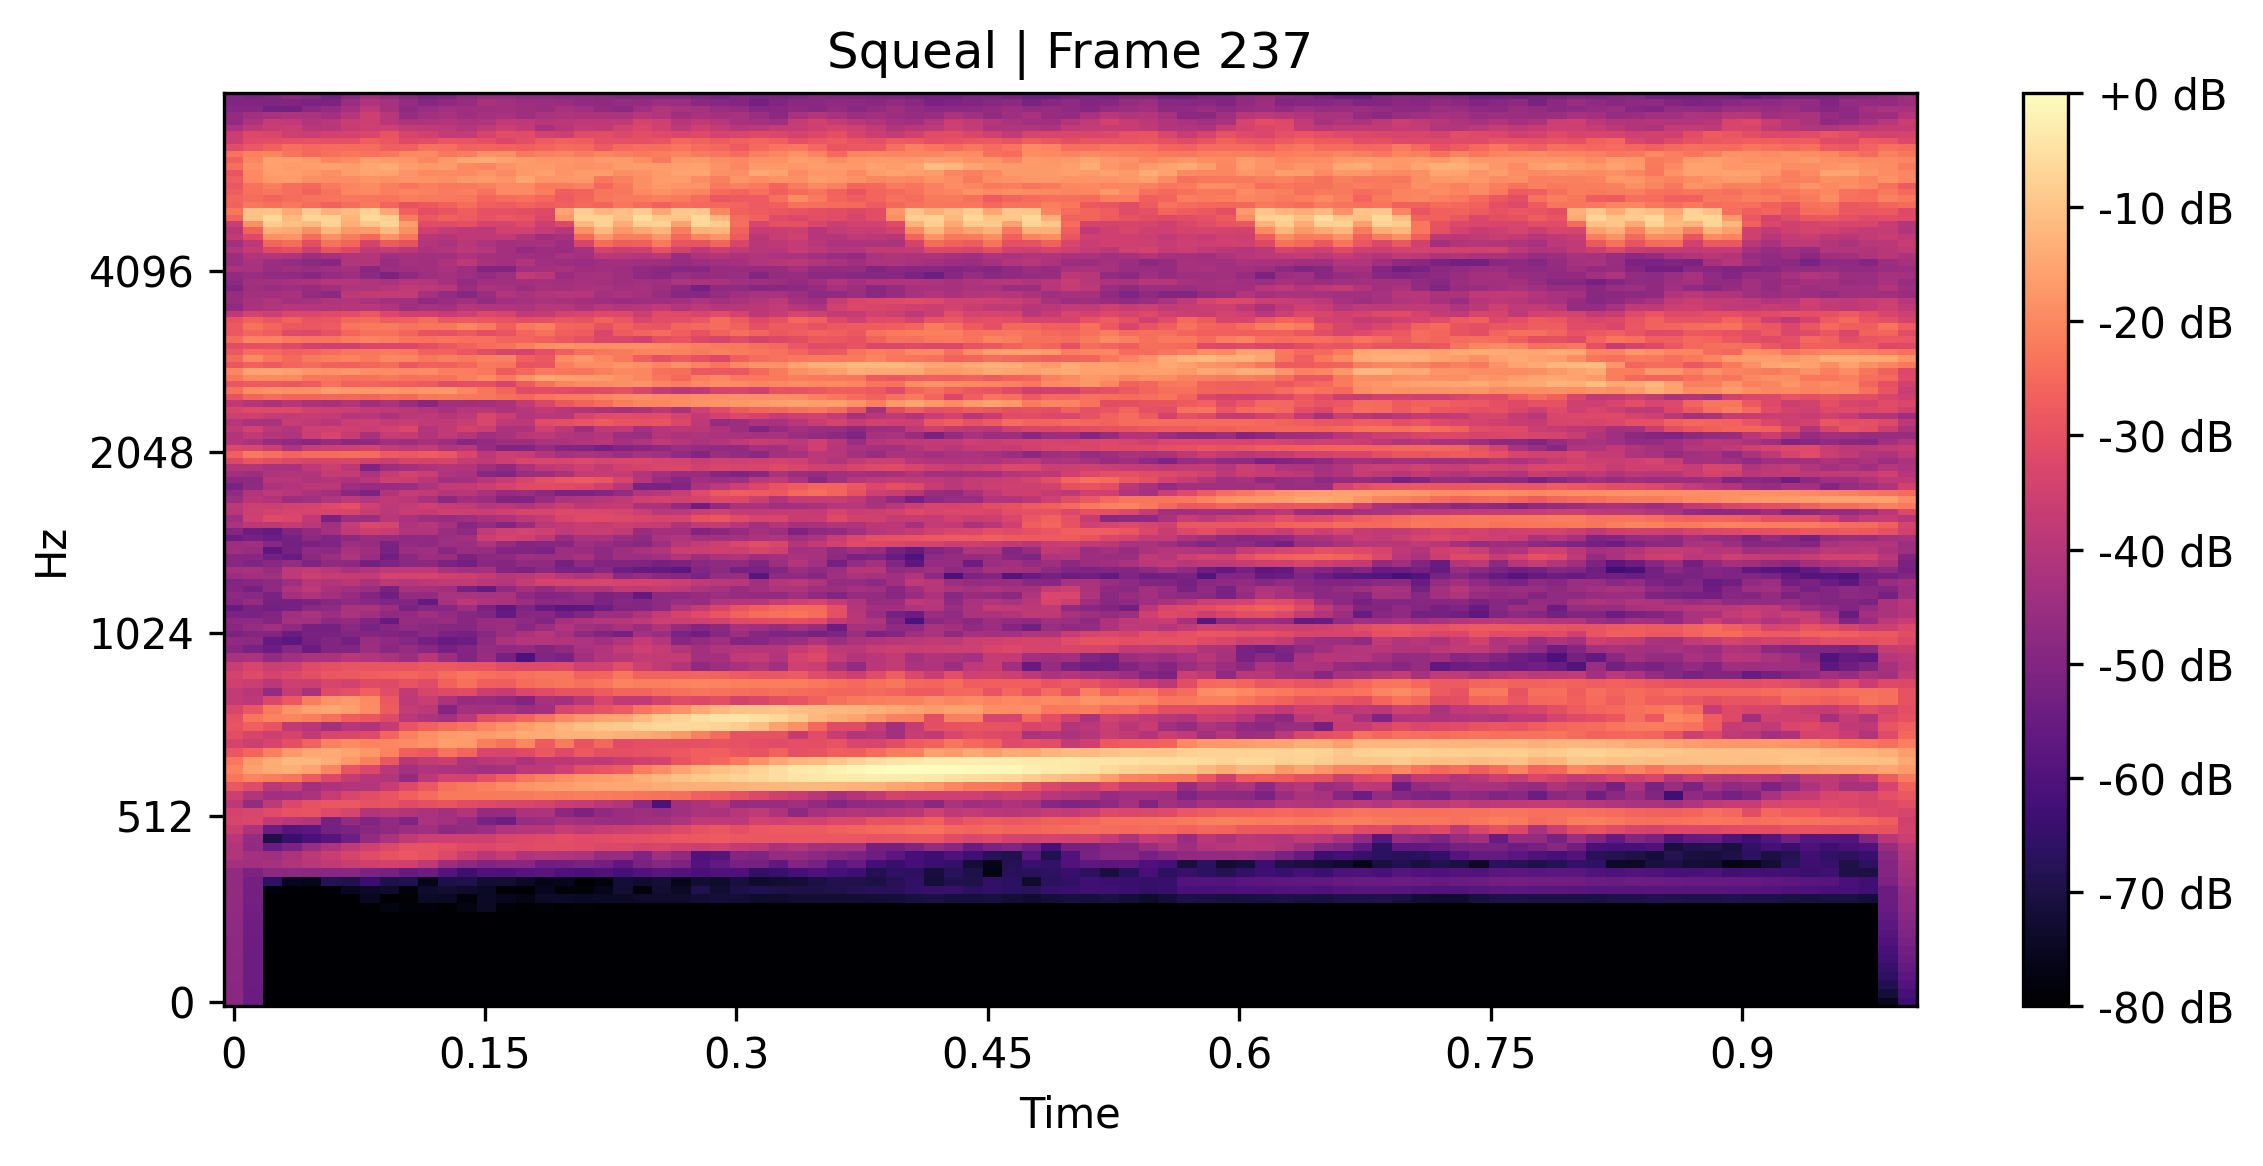 Squeal | Frame 237
+0 dB
-10 dB
-20 dB
-30 dB
-40 dB
-50 dB
-60 dB
-70 dB
-80 dB
Hz
4096
2048
1024
512
0
0 0.15 0.3 0.45 0.6 0.75 0.9
Time